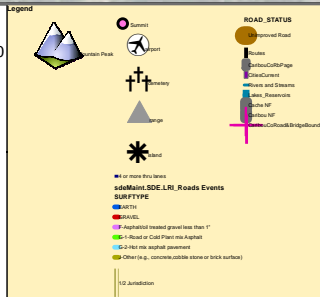 Legend
Mountain Peak
Summit
Airport
Cemetery
Range
Island
4 or more thru lanes
sdeMaint.SDE.LRI_Roads Events
SURFTYPE
EARTH
GRAVEL
F-Asphalt/oil treated gravel less than 1"
G-1-Road or Cold Plant mix Asphalt
G-2-Hot mix asphalt pavement
J-Other (e.g., concrete,cobble stone or brick surface)
1/2 Jurisdiction
ROAD_STATUS
Unimproved Road
Routes
CaribouCoRbPage
CitiesCurrent
Rivers and Streams
Lakes_Reservoirs
Cache NF
Caribou NF
CaribouCoRoad&BridgeBound